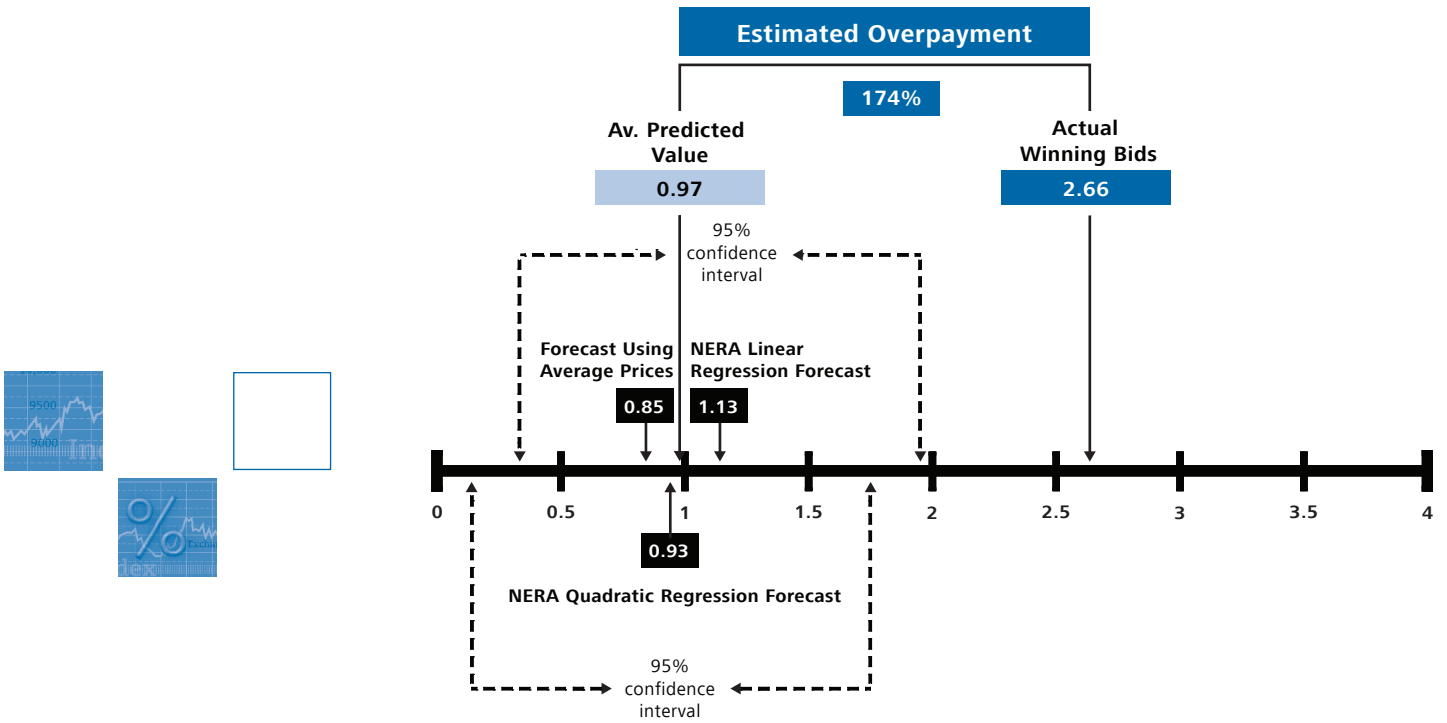 Estimated Overpayment
174%
Av. Predicted
Value
0.97
Actual
Winning Bids
2.66
95%
confidence
interval
Forecast Using
Average Prices
0.85
NERA Linear
Regression Forecast
1.13
9500
9000
Ind
%
dex
0
0.5
1
1.5
2
2.5
3
3.5
4
0.93
NERA Quadratic Regression Forecast
95%
confidence
interval